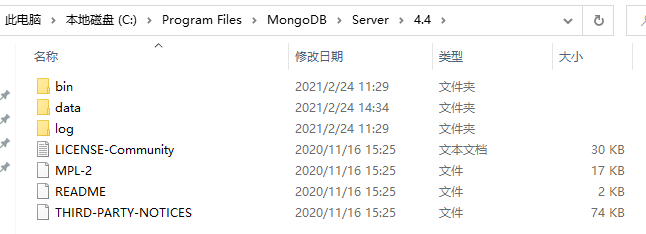 此电脑 > 本地磁盘 (C:) > Program Files > MongoDB > Server > 4.4 >
名称 修改日期 类型 大小
bin 2021/2/24 11:29 文件夹
data 2021/2/24 14:34 文件夹
log 2021/2/24 11:29 文件夹
LICENSE-Community 2020/11/16 15:25 文本文档 30 KB
MPL-2 2020/11/16 15:25 文件 17 KB
README 2020/11/16 15:25 文件 2 KB
THIRD-PARTY-NOTICES 2020/11/16 15:25 文件 74 KB